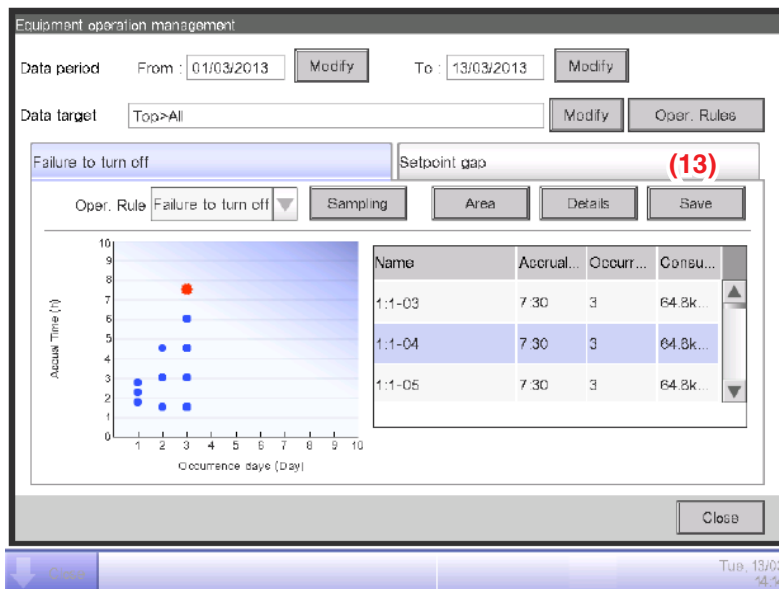 Equipment operation management
Data period From : 01/03/2013 Modify To : 13/03/2013 Modify
Data target Top>All Modify Oper. Rules
Failure to turn off Setpoint gap (13)
Oper. Rule Failure to turn off Sampling Area Details Save
Name Accrual... Occurr... Consu...
1:1-03 7:30 3 64.8k...
1:1-04 7:30 3 64.8k...
1:1-05 7:30 3 64.8k...
Accual Time (h)
10
9
8
7
6
5
4
3
2
1
0
1 2 3 4 5 6 7 8 9 10
Occurrence days (Day)
Close
Close
Tue, 13/03
14:14